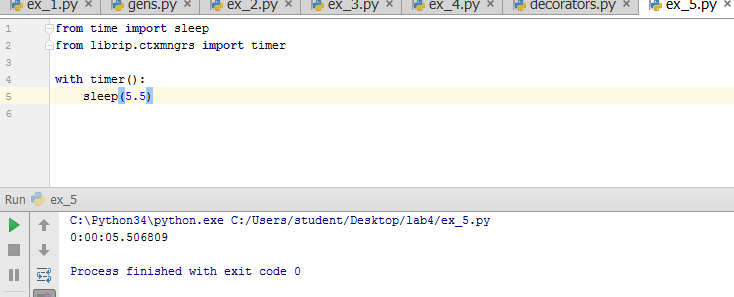 ex_1.py gens.py ex_2.py ex_3.py ex_4.py decorators.py ex_5.py
1 from time import sleep
2 from librip.ctxmngrs import timer
3
4 with timer():
5 sleep(5.5)
6
Run ex_5
C:\Python34\python.exe C:/Users/student/Desktop/lab4/ex_5.py
0:00:05.506809
Process finished with exit code 0